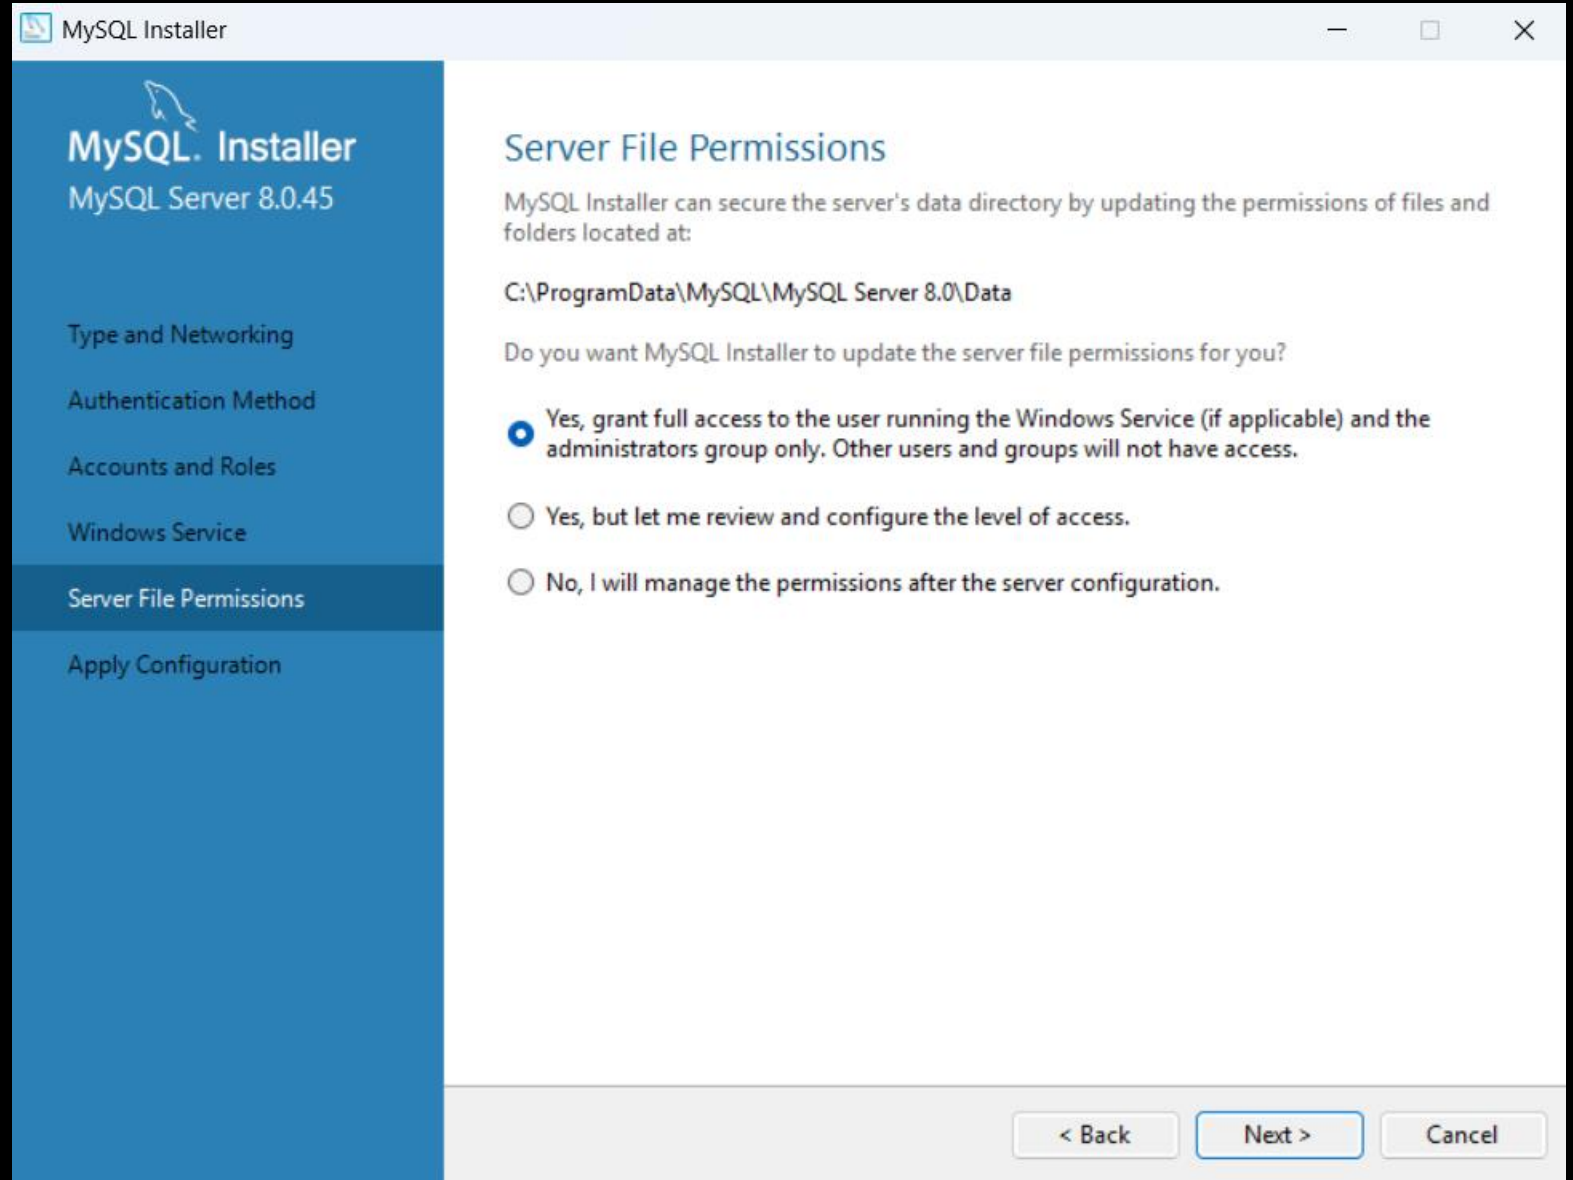 MySQL Installer
MySQL. Installer
MySQL Server 8.0.45
Type and Networking
Authentication Method
Accounts and Roles
Windows Service
Server File Permissions
Apply Configuration
Server File Permissions
MySQL Installer can secure the server's data directory by updating the permissions of files and
folders located at:
C:\ProgramData\MySQL\MySQL Server 8.0\Data
Do you want MySQL Installer to update the server file permissions for you?
Yes, grant full access to the user running the Windows Service (if applicable) and the
administrators group only. Other users and groups will not have access.
Yes, but let me review and configure the level of access.
No, I will manage the permissions after the server configuration.
< Back
Next >
Cancel